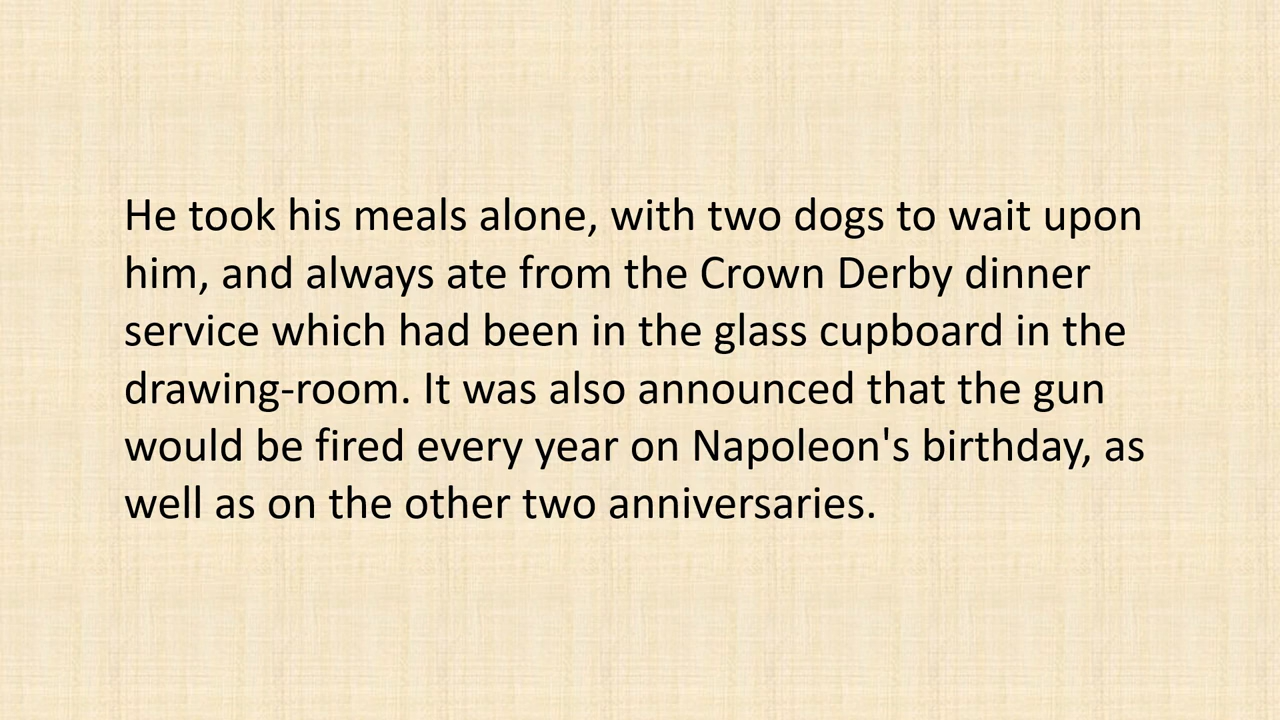 He took his meals alone, with two dogs to wait upon
him, and always ate from the Crown Derby dinner
service which had been in the glass cupboard in the
drawing-room. It was also announced that the gun
would be fired every year on Napoleon's birthday, as
well as on the other two anniversaries.